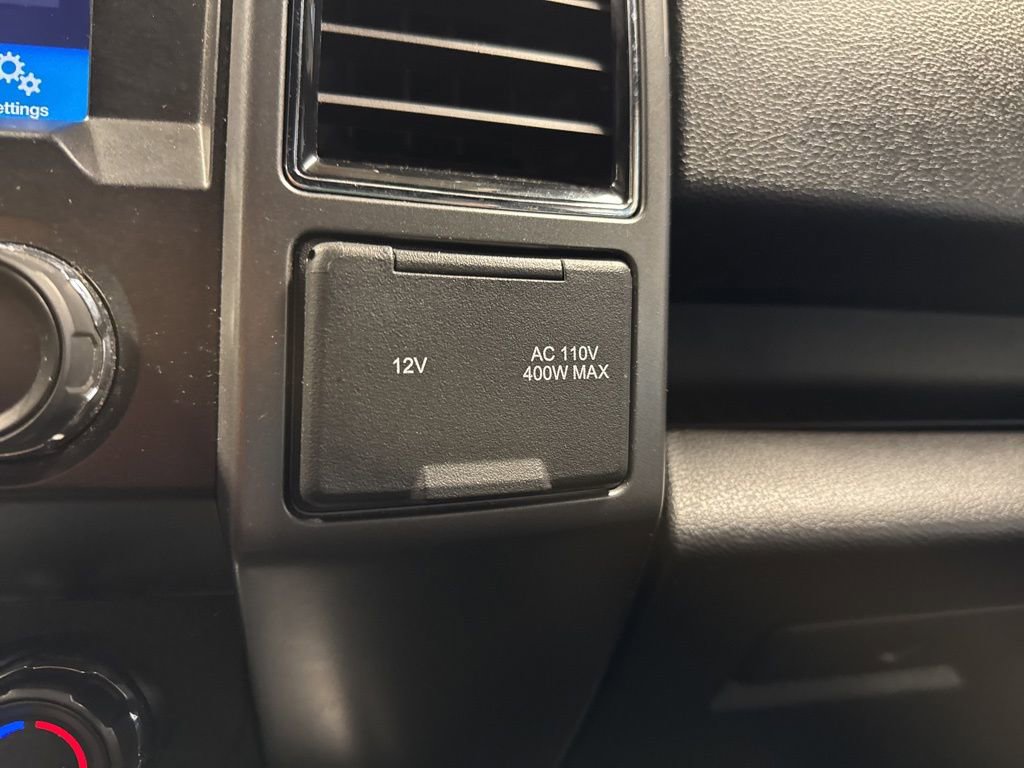 ettings
12V
AC 110V
400W MAX